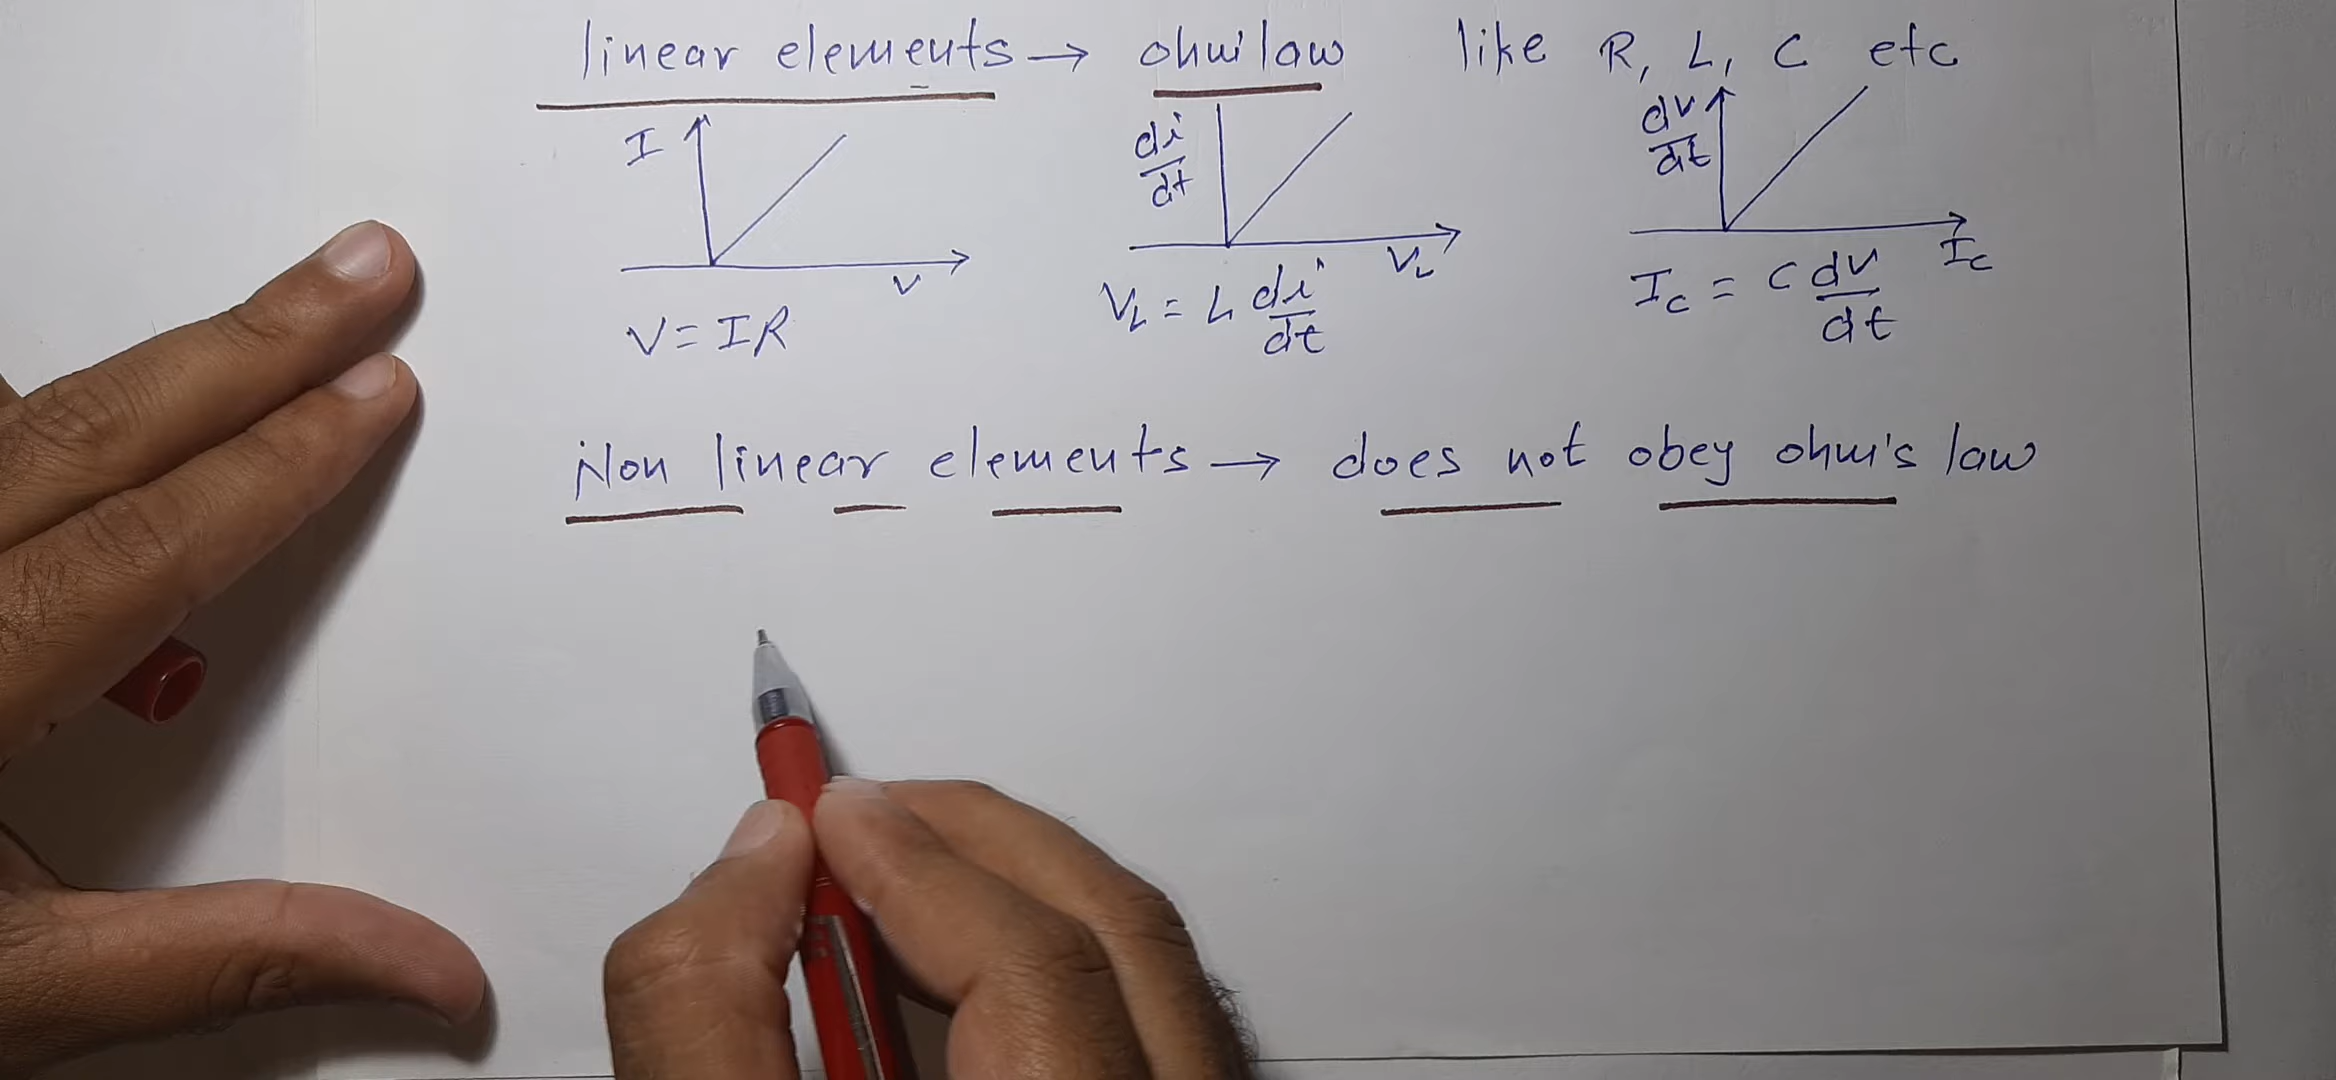 linear elements → ohm's law like R, L, C etc
I
di/dt
dv/dt
V
VL
Ic
V = IR
VL = L di/dt
Ic = C dv/dt
Non linear elements → does not obey ohm's law